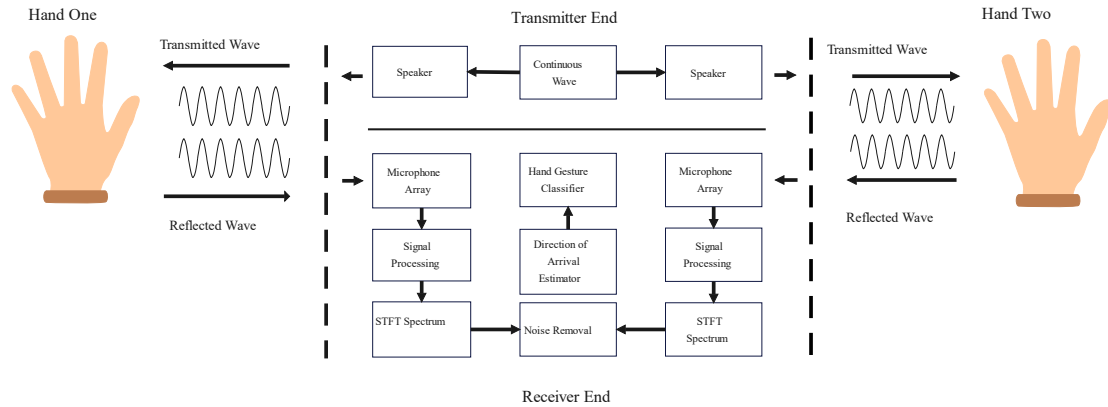 Hand One
Transmitter End
Hand Two
Transmitted Wave
Transmitted Wave
Speaker
Continuous
Wave
Speaker
Microphone
Array
Hand Gesture
Classifier
Microphone
Array
Reflected Wave
Reflected Wave
Signal
Processing
Direction of
Arrival
Estimator
Signal
Processing
STFT Spectrum
Noise Removal
STFT
Spectrum
Receiver End